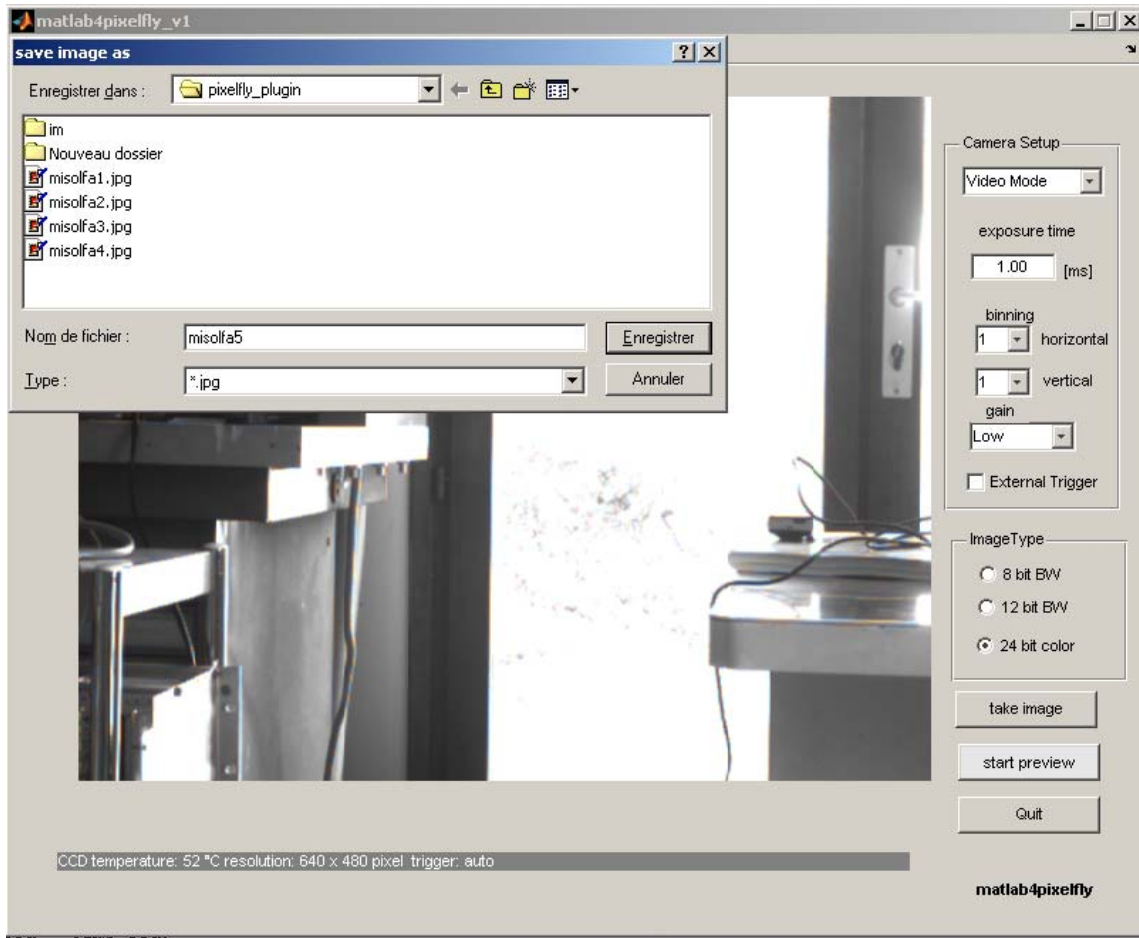 matlab4pixelfly_v1
save image as
Enregistrer dans :
pixelfly_plugin
im
Nouveau dossier
misolfa1.jpg
misolfa2.jpg
misolfa3.jpg
misolfa4.jpg
Nom de fichier :
misolfa5
Enregistrer
Type :
*.jpg
Annuler
Camera Setup
Video Mode
exposure time
1.00 [ms]
binning
1 horizontal
1 vertical
gain
Low
External Trigger
ImageType
8 bit BW
12 bit BW
24 bit color
take image
start preview
Quit
CCD temperature: 52 °C resolution: 640 x 480 pixel trigger: auto
matlab4pixelfly